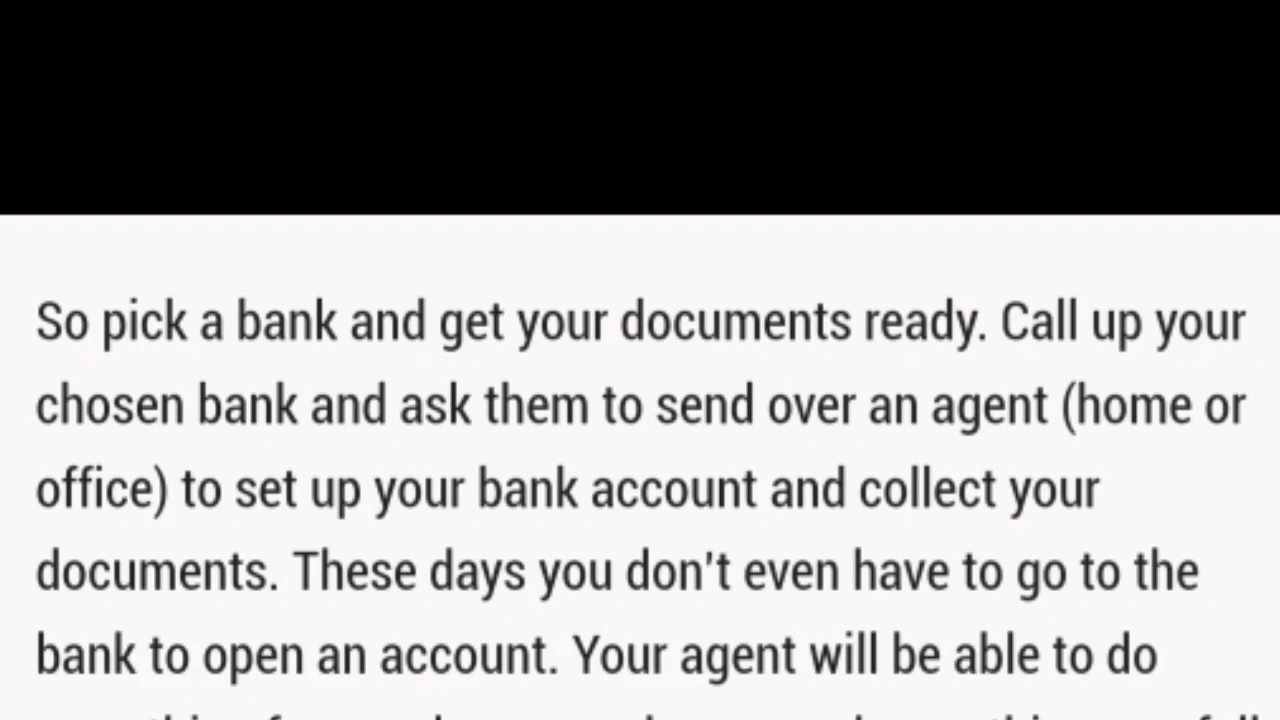 So pick a bank and get your documents ready. Call up your
chosen bank and ask them to send over an agent (home or
office) to set up your bank account and collect your
documents. These days you don't even have to go to the
bank to open an account. Your agent will be able to do